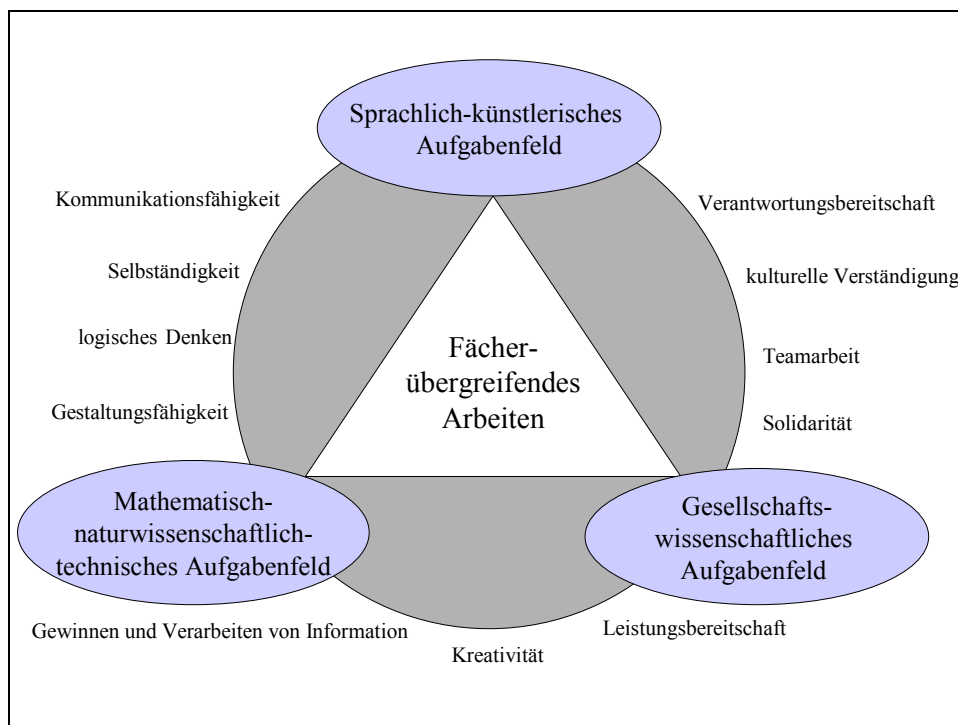 Sprachlich-künstlerisches
Aufgabenfeld
Kommunikationsfähigkeit
Verantwortungsbereitschaft
Selbständigkeit
kulturelle Verständigung
logisches Denken
Teamarbeit
Gestaltungsfähigkeit
Solidarität
Fächer-
übergreifendes
Arbeiten
Mathematisch-
naturwissenschaftlich-
technisches Aufgabenfeld
Gesellschafts-
wissenschaftliches
Aufgabenfeld
Gewinnen und Verarbeiten von Information
Kreativität
Leistungsbereitschaft